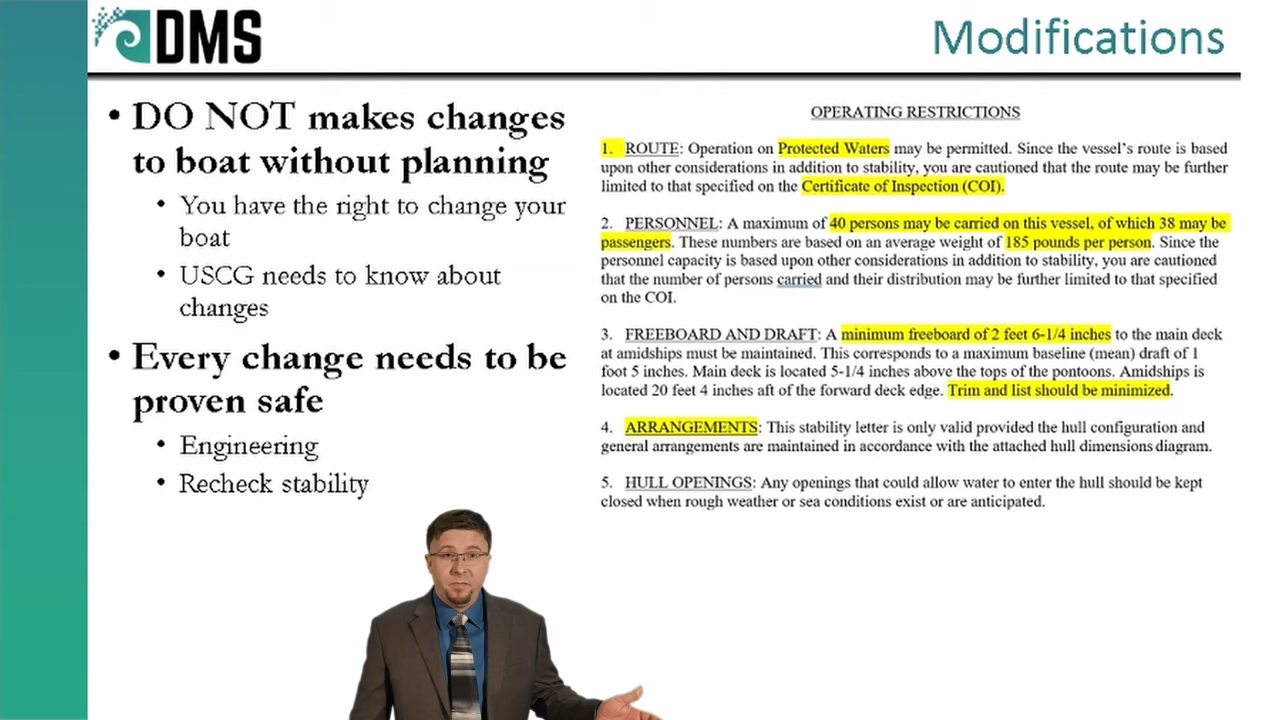 DMS
Modifications
• DO NOT makes changes
to boat without planning
• You have the right to change your
boat
• USCG needs to know about
changes
• Every change needs to be
proven safe
• Engineering
• Recheck stability
OPERATING RESTRICTIONS
1. ROUTE: Operation on Protected Waters may be permitted. Since the vessel's route is based
upon other considerations in addition to stability, you are cautioned that the route may be further
limited to that specified on the Certificate of Inspection (COI).
2. PERSONNEL: A maximum of 40 persons may be carried on this vessel, of which 38 may be
passengers. These numbers are based on an average weight of 185 pounds per person. Since the
personnel capacity is based upon other considerations in addition to stability, you are cautioned
that the number of persons carried and their distribution may be further limited to that specified
on the COI.
3. FREEBOARD AND DRAFT: A minimum freeboard of 2 feet 6-1/4 inches to the main deck
at amidships must be maintained. This corresponds to a maximum baseline (mean) draft of 1
foot 5 inches. Main deck is located 5-1/4 inches above the tops of the pontoons. Amidships is
located 20 feet 4 inches aft of the forward deck edge. Trim and list should be minimized.
4. ARRANGEMENTS: This stability letter is only valid provided the hull configuration and
general arrangements are maintained in accordance with the attached hull dimensions diagram.
5. HULL OPENINGS: Any openings that could allow water to enter the hull should be kept
closed when rough weather or sea conditions exist or are anticipated.